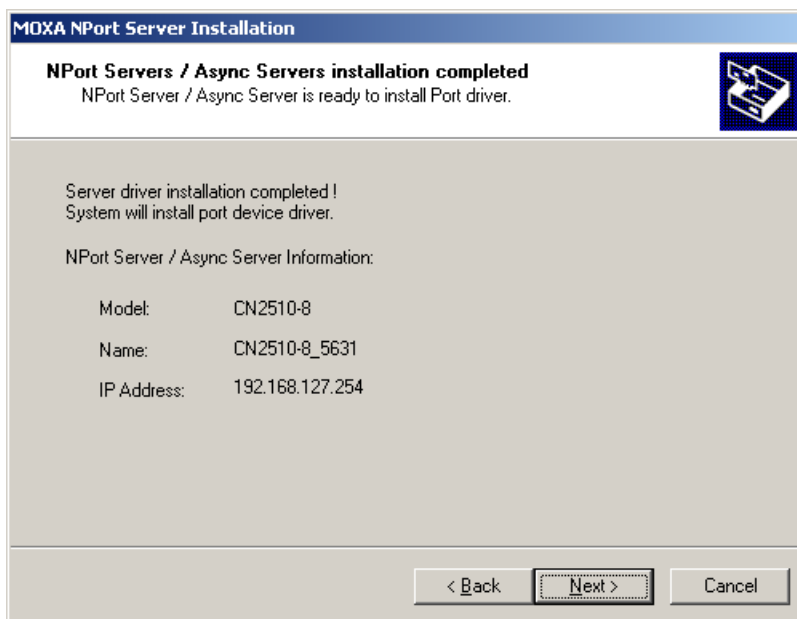 MOXA NPort Server Installation
NPort Servers / Async Servers installation completed
NPort Server / Async Server is ready to install Port driver.
Server driver installation completed !
System will install port device driver.
NPort Server / Async Server Information:
Model: CN2510-8
Name: CN2510-8_5631
IP Address: 192.168.127.254
< Back Next > Cancel